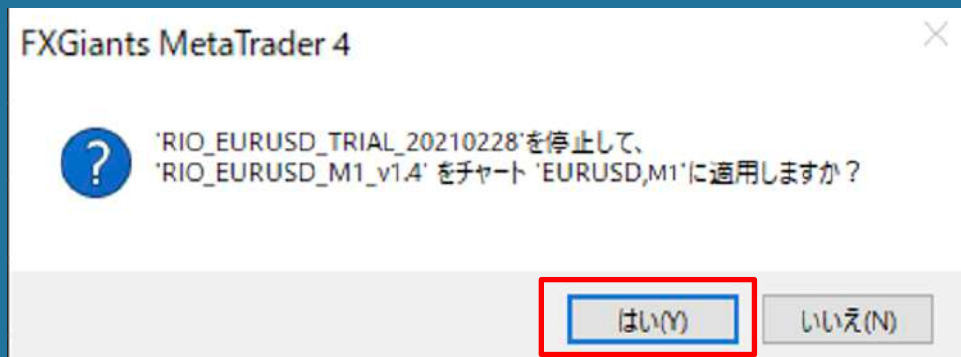 FXGiants MetaTrader 4
'RIO_EURUSD_TRIAL_20210228'を停止して、
'RIO_EURUSD_M1_v1.4' をチャート 'EURUSD,M1'に適用しますか？
はい(Y)
いいえ(N)